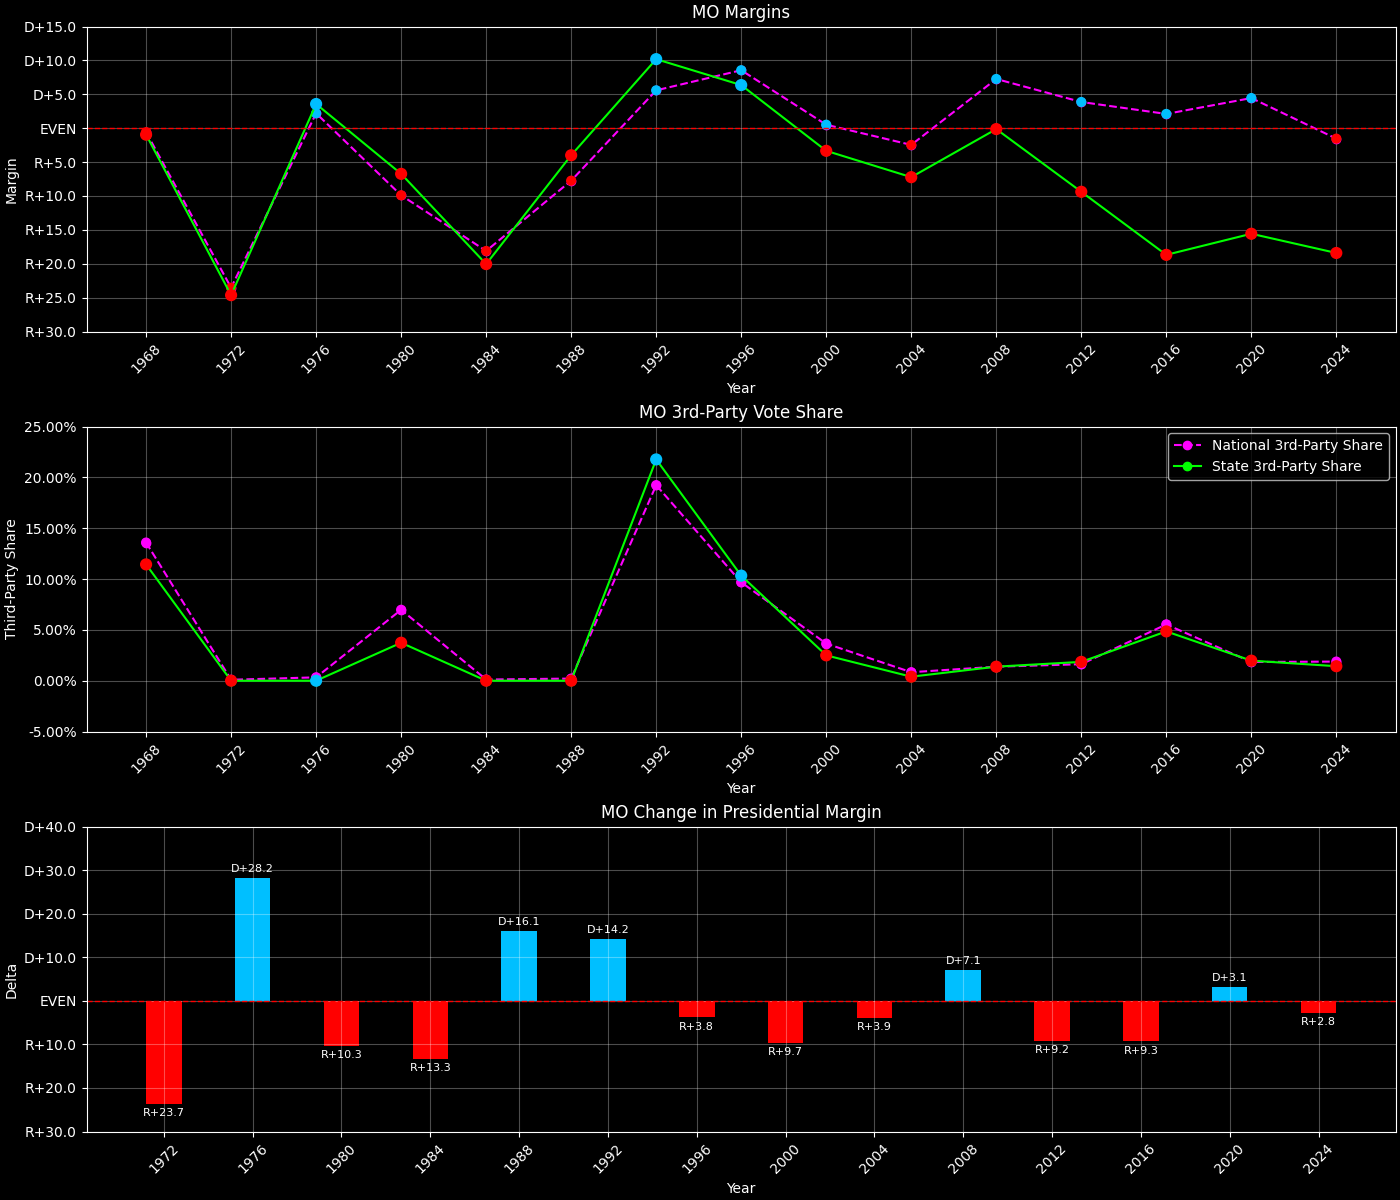 MO Margins
D+15.0
D+10.0
D+5.0
EVEN
R+5.0
R+10.0
R+15.0
R+20.0
R+25.0
R+30.0
Margin
1968 1972 1976 1980 1984 1988 1992 1996 2000 2004 2008 2012 2016 2020 2024
Year
MO 3rd-Party Vote Share
25.00%
20.00%
15.00%
10.00%
5.00%
0.00%
-5.00%
Third-Party Share
National 3rd-Party Share
State 3rd-Party Share
1968 1972 1976 1980 1984 1988 1992 1996 2000 2004 2008 2012 2016 2020 2024
Year
MO Change in Presidential Margin
D+40.0
D+30.0
D+20.0
D+10.0
EVEN
R+10.0
R+20.0
R+30.0
Delta
R+23.7
D+28.2
R+10.3
R+13.3
D+16.1
D+14.2
R+3.8
R+9.7
R+3.9
D+7.1
R+9.2
R+9.3
D+3.1
R+2.8
1972 1976 1980 1984 1988 1992 1996 2000 2004 2008 2012 2016 2020 2024
Year